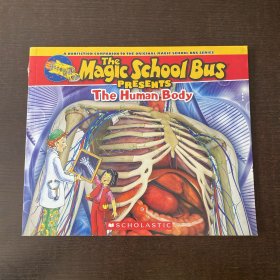 A NONFICTION COMPANION TO THE ORIGINAL MAGIC SCHOOL BUS SERIES
The
Magic School Bus
PRESENTS
The Human Body
SCHOLASTIC